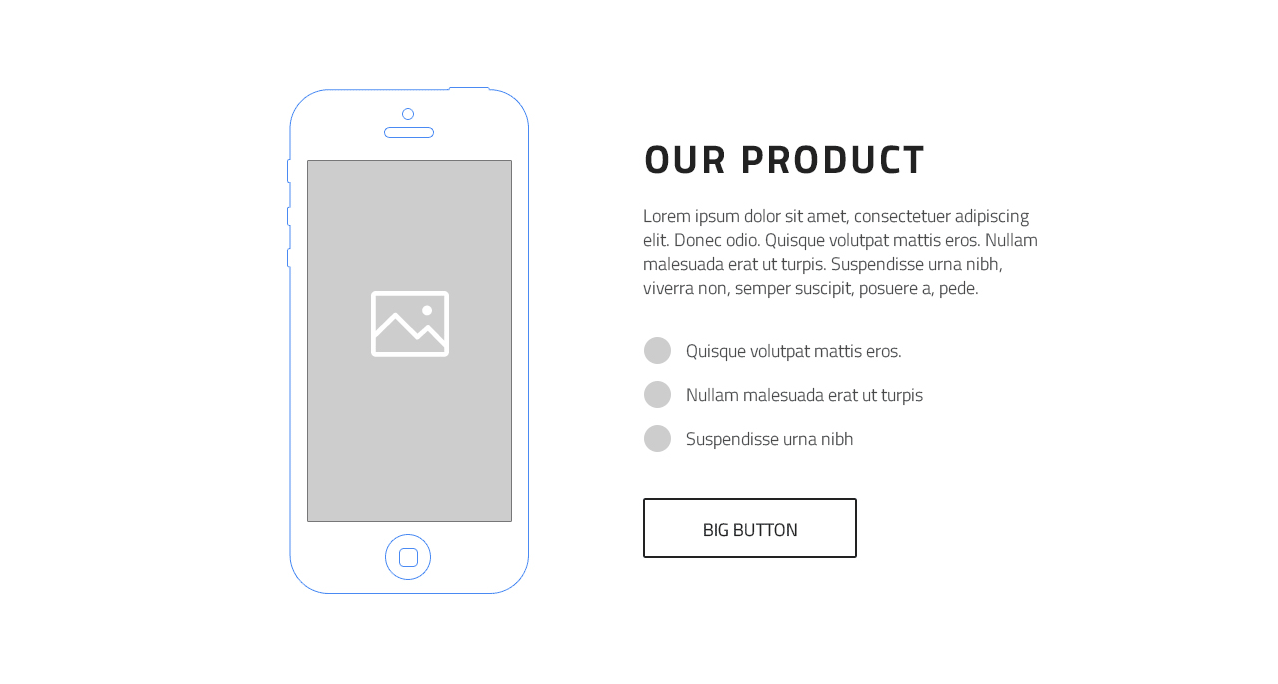 OUR PRODUCT
Lorem ipsum dolor sit amet, consectetuer adipiscing
elit. Donec odio. Quisque volutpat mattis eros. Nullam
malesuada erat ut turpis. Suspendisse urna nibh,
viverra non, semper suscipit, posuere a, pede.
Quisque volutpat mattis eros.
Nullam malesuada erat ut turpis
Suspendisse urna nibh
BIG BUTTON